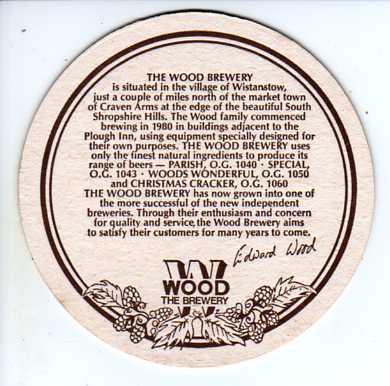 THE WOOD BREWERY
is situated in the village of Wistanstow,
just a couple of miles north of the market town
of Craven Arms at the edge of the beautiful South
Shropshire Hills. The Wood family commenced
brewing in 1980 in buildings adjacent to the
Plough Inn, using equipment specially designed for
their own purposes. THE WOOD BREWERY uses
only the finest natural ingredients to produce its
range of beers — PARISH, O.G. 1040 · SPECIAL,
O.G. 1043 · WOODS WONDERFUL, O.G. 1050
and CHRISTMAS CRACKER, O.G. 1060
THE WOOD BREWERY has now grown into one of
the more successful of the new independent
breweries. Through their enthusiasm and concern
for quality and service, the Wood Brewery aims
to satisfy their customers for many years to come.
Edward Wood
W
WOOD
THE BREWERY